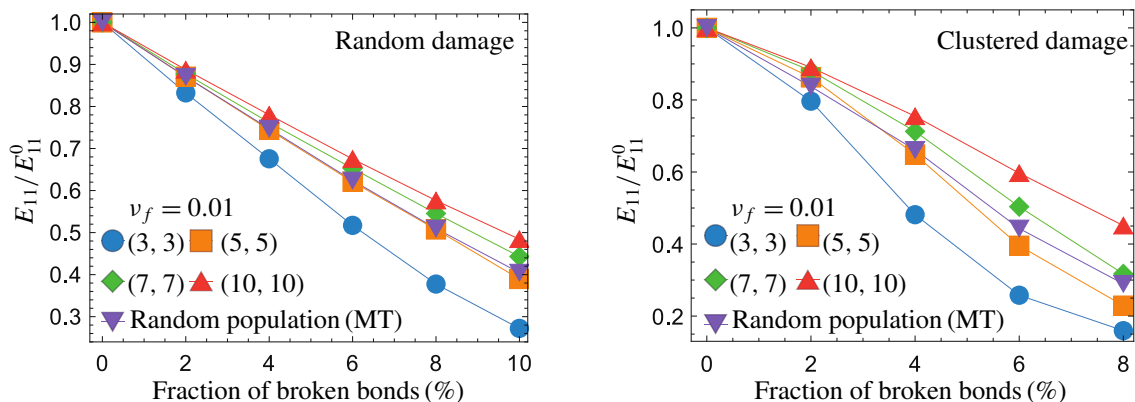 Random damage
E₁₁/E⁰₁₁
1.0
0.9
0.8
0.7
0.6
0.5
0.4
0.3
ν_f = 0.01
(3, 3) (5, 5)
(7, 7) (10, 10)
Random population (MT)
0 2 4 6 8 10
Fraction of broken bonds (%)
Clustered damage
E₁₁/E⁰₁₁
1.0
0.8
0.6
0.4
0.2
ν_f = 0.01
(3, 3) (5, 5)
(7, 7) (10, 10)
Random population (MT)
0 2 4 6 8
Fraction of broken bonds (%)